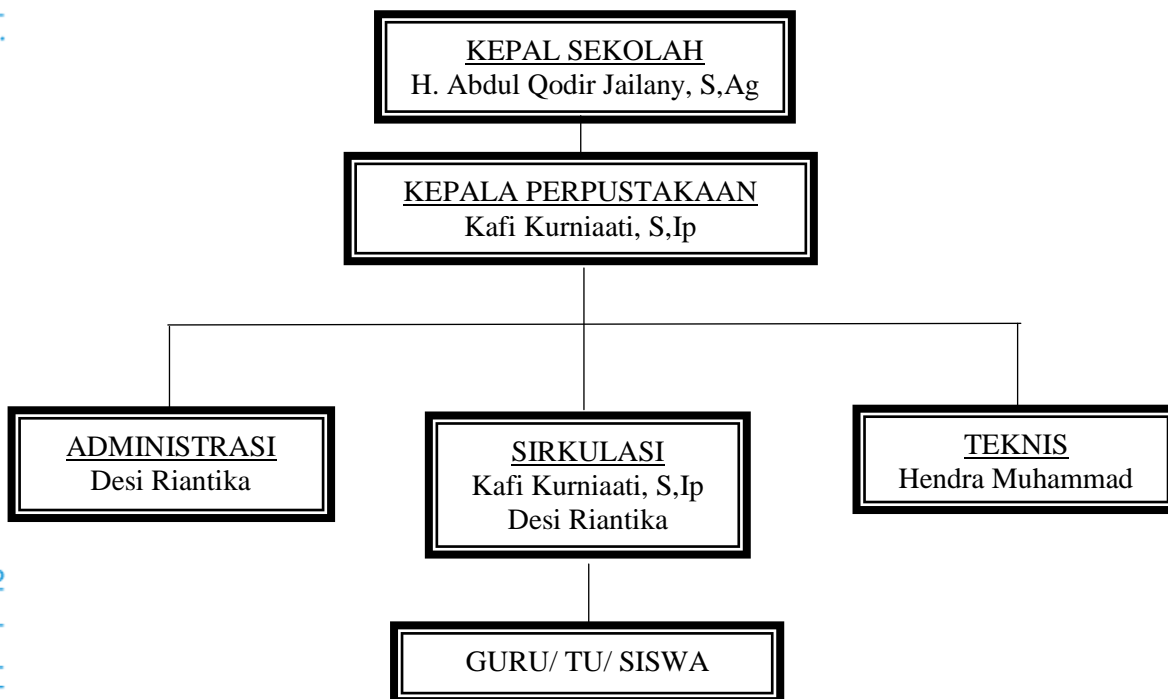 KEPAL SEKOLAH
H. Abdul Qodir Jailany, S,Ag
KEPALA PERPUSTAKAAN
Kafi Kurniaati, S,Ip
ADMINISTRASI
Desi Riantika
SIRKULASI
Kafi Kurniaati, S,Ip
Desi Riantika
TEKNIS
Hendra Muhammad
GURU/ TU/ SISWA